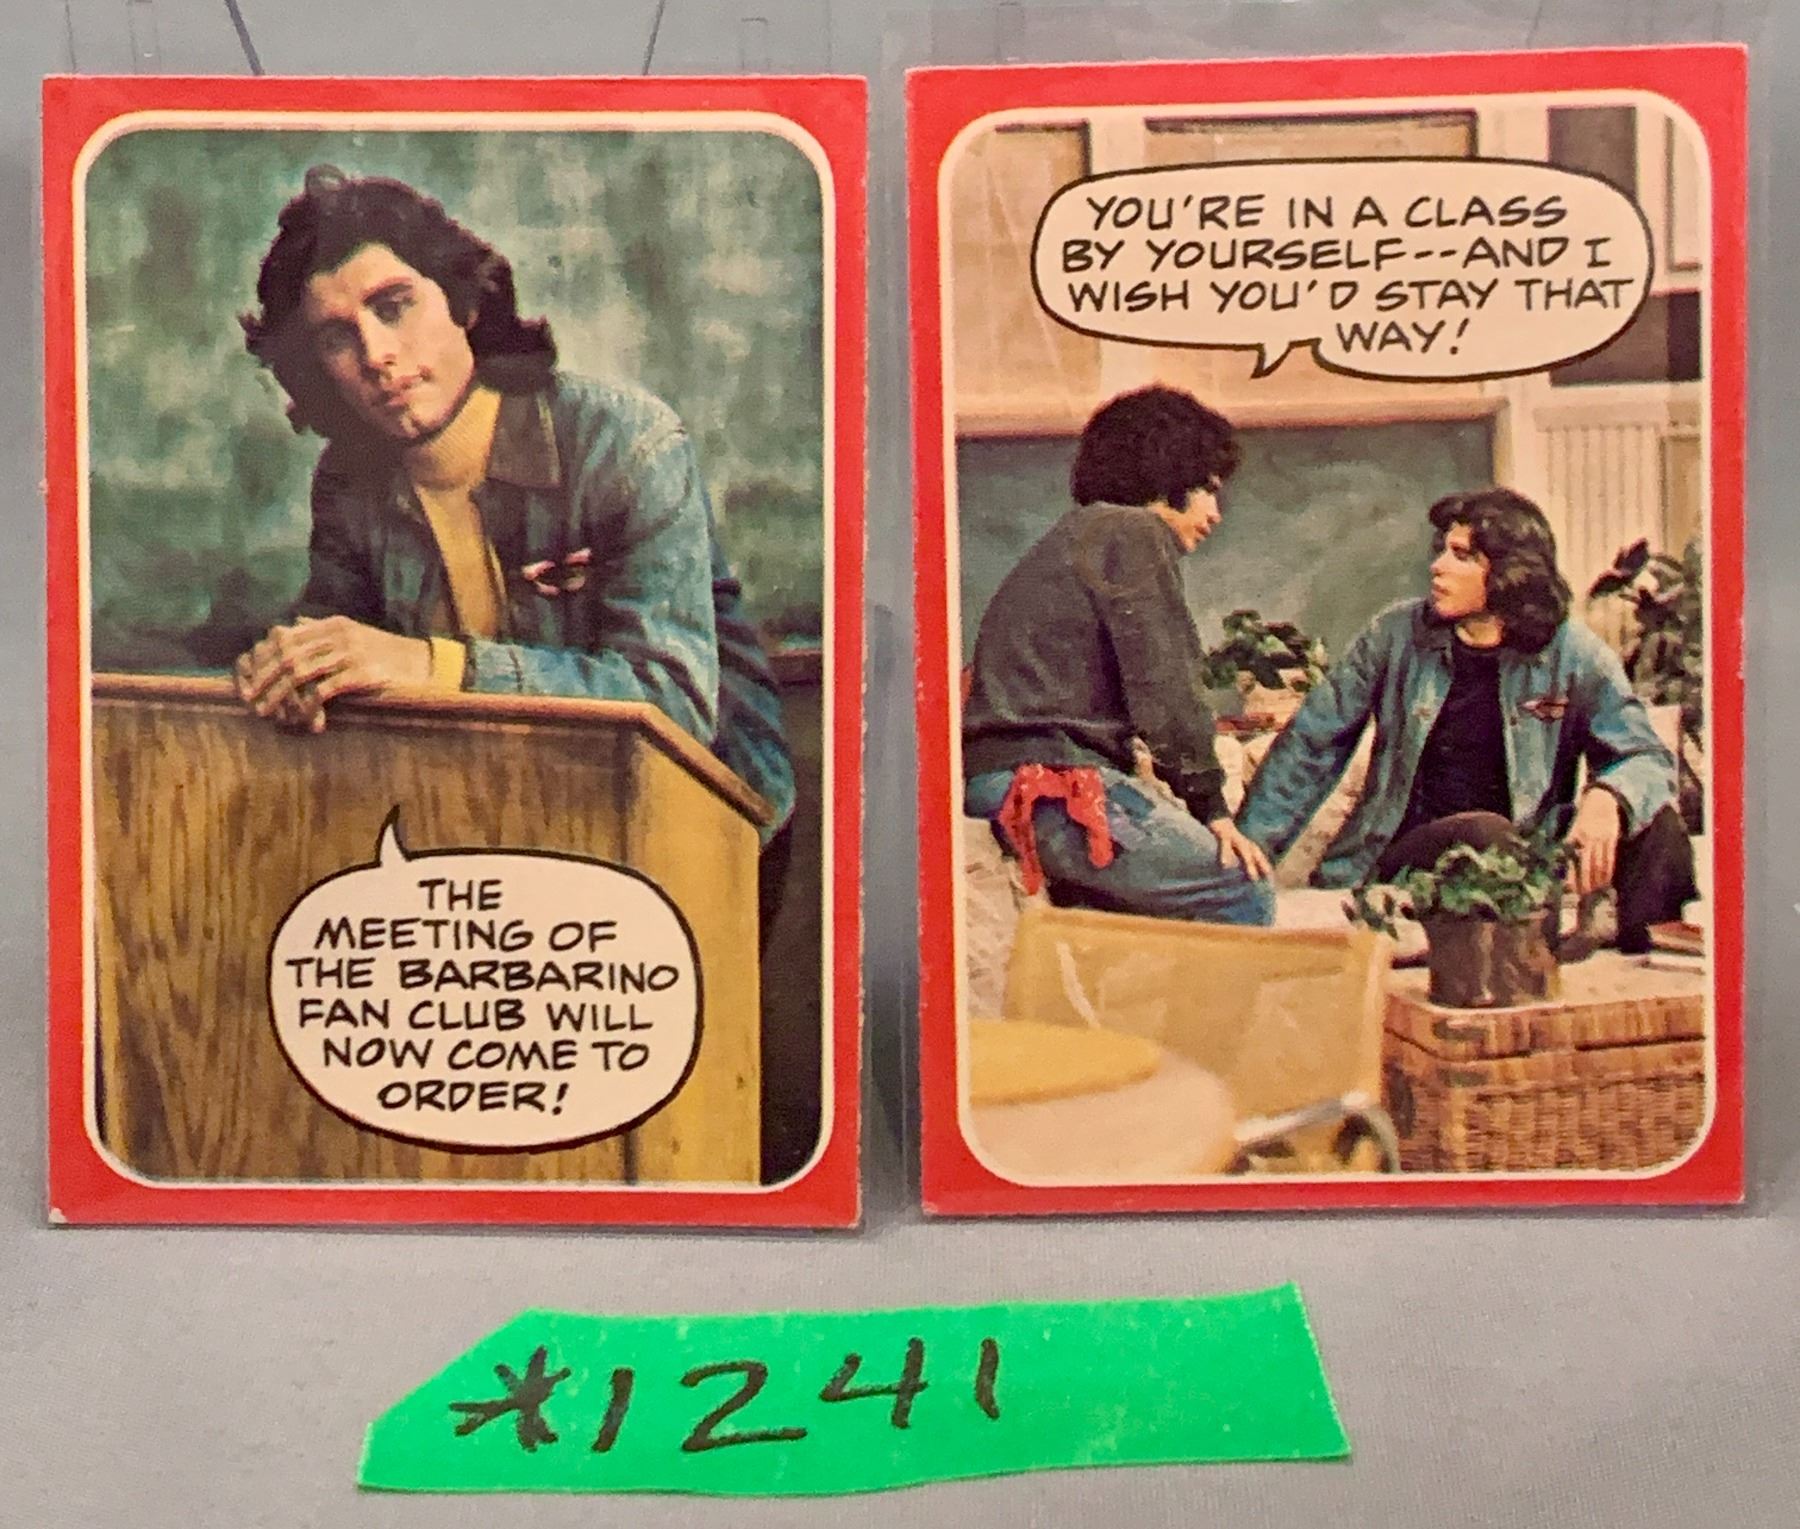 THE
MEETING OF
THE BARBARINO
FAN CLUB WILL
NOW COME TO
ORDER!
YOU'RE IN A CLASS
BY YOURSELF--AND I
WISH YOU'D STAY THAT
WAY!
*1241